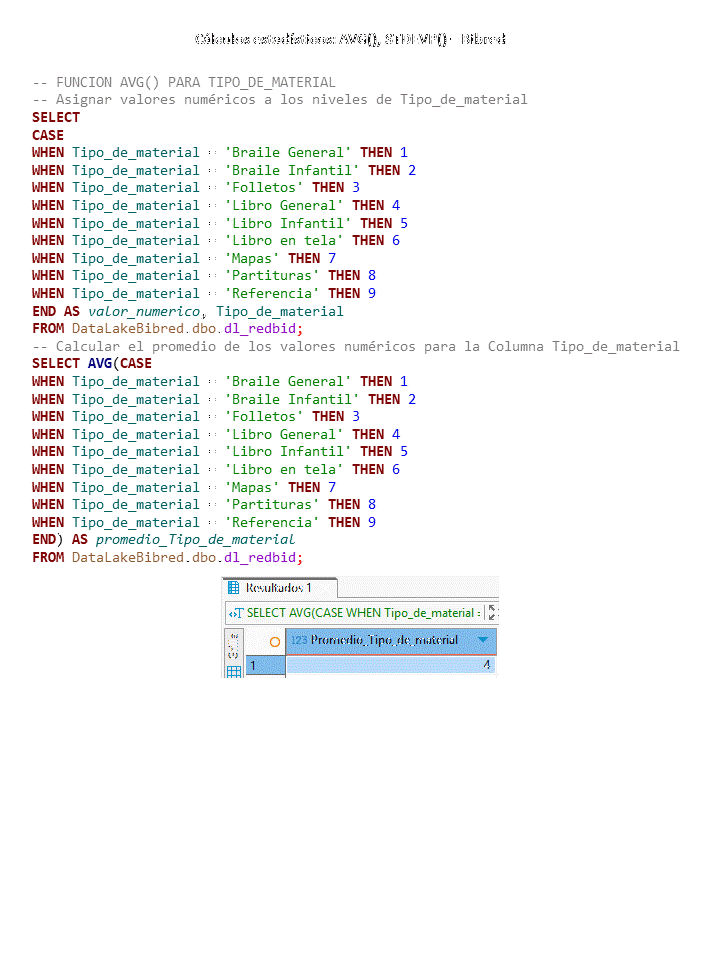 Cálculos estadísticos: AVG(), STDEVP() - Bibred
-- FUNCION AVG() PARA TIPO_DE_MATERIAL
-- Asignar valores numéricos a los niveles de Tipo_de_material
SELECT
CASE
WHEN Tipo_de_material = 'Braile General' THEN 1
WHEN Tipo_de_material = 'Braile Infantil' THEN 2
WHEN Tipo_de_material = 'Folletos' THEN 3
WHEN Tipo_de_material = 'Libro General' THEN 4
WHEN Tipo_de_material = 'Libro Infantil' THEN 5
WHEN Tipo_de_material = 'Libro en tela' THEN 6
WHEN Tipo_de_material = 'Mapas' THEN 7
WHEN Tipo_de_material = 'Partituras' THEN 8
WHEN Tipo_de_material = 'Referencia' THEN 9
END AS valor_numerico, Tipo_de_material
FROM DataLakeBibred.dbo.dl_redbid;
-- Calcular el promedio de los valores numéricos para la Columna Tipo_de_material
SELECT AVG(CASE
WHEN Tipo_de_material = 'Braile General' THEN 1
WHEN Tipo_de_material = 'Braile Infantil' THEN 2
WHEN Tipo_de_material = 'Folletos' THEN 3
WHEN Tipo_de_material = 'Libro General' THEN 4
WHEN Tipo_de_material = 'Libro Infantil' THEN 5
WHEN Tipo_de_material = 'Libro en tela' THEN 6
WHEN Tipo_de_material = 'Mapas' THEN 7
WHEN Tipo_de_material = 'Partituras' THEN 8
WHEN Tipo_de_material = 'Referencia' THEN 9
END) AS promedio_Tipo_de_material
FROM DataLakeBibred.dbo.dl_redbid;
Resultados 1
SELECT AVG(CASE WHEN Tipo_de_material =
123 Promedio_Tipo_de_material
1 4